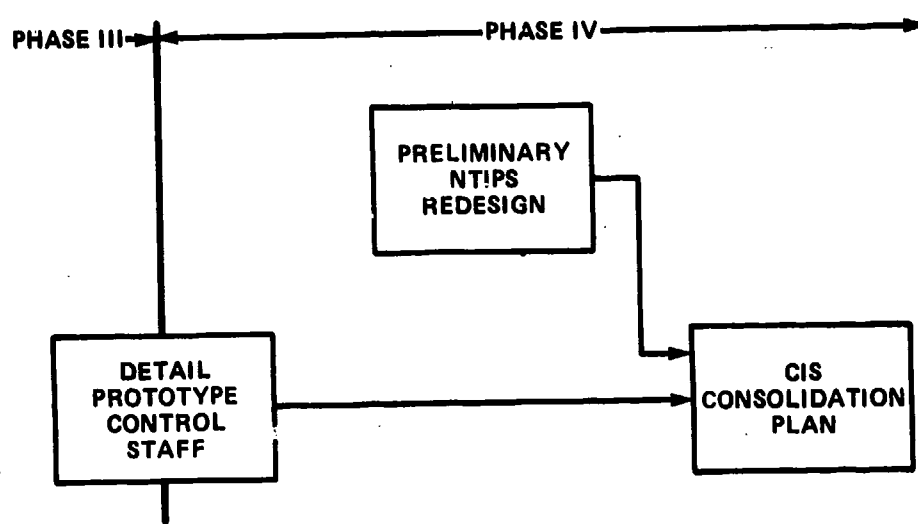 PHASE III
PHASE IV
PRELIMINARY
NTIPS
REDESIGN
DETAIL
PROTOTYPE
CONTROL
STAFF
CIS
CONSOLIDATION
PLAN